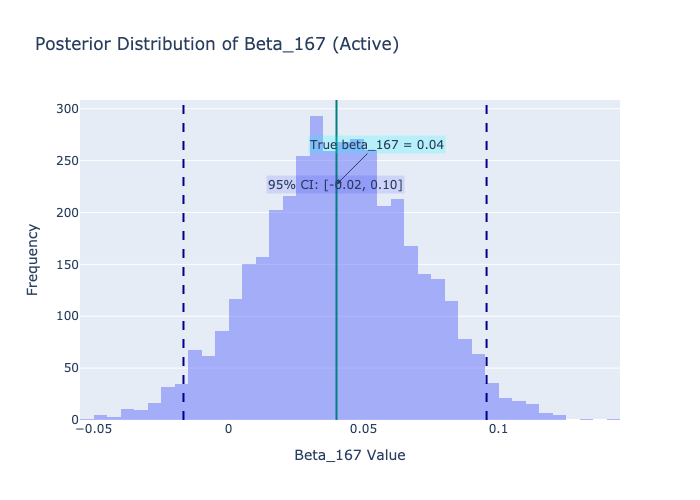 Posterior Distribution of Beta_167 (Active)
300
250
200
150
100
50
0
Frequency
True beta_167 = 0.04
95% CI: [-0.02, 0.10]
−0.05
0
0.05
0.1
Beta_167 Value